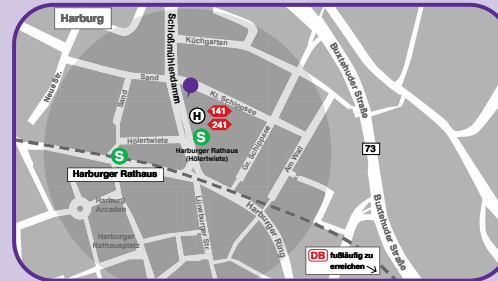 Harburg
Neue Str.
Schloßmühlendamm
Küchgarten
Buxtehuder Straße
Sand
Sand
Kl. Schippsee
H
141
241
S
Harburger Rathaus
(Hölertwiete)
Hölertwiete
Gr. Schippsee
Am Wall
73
S
Harburger Rathaus
Harburg
Arcaden
Harburger
Rathausplatz
Lüneburger Str.
Harburger Ring
Buxtehuder Straße
DB fußläufig zu
erreichen